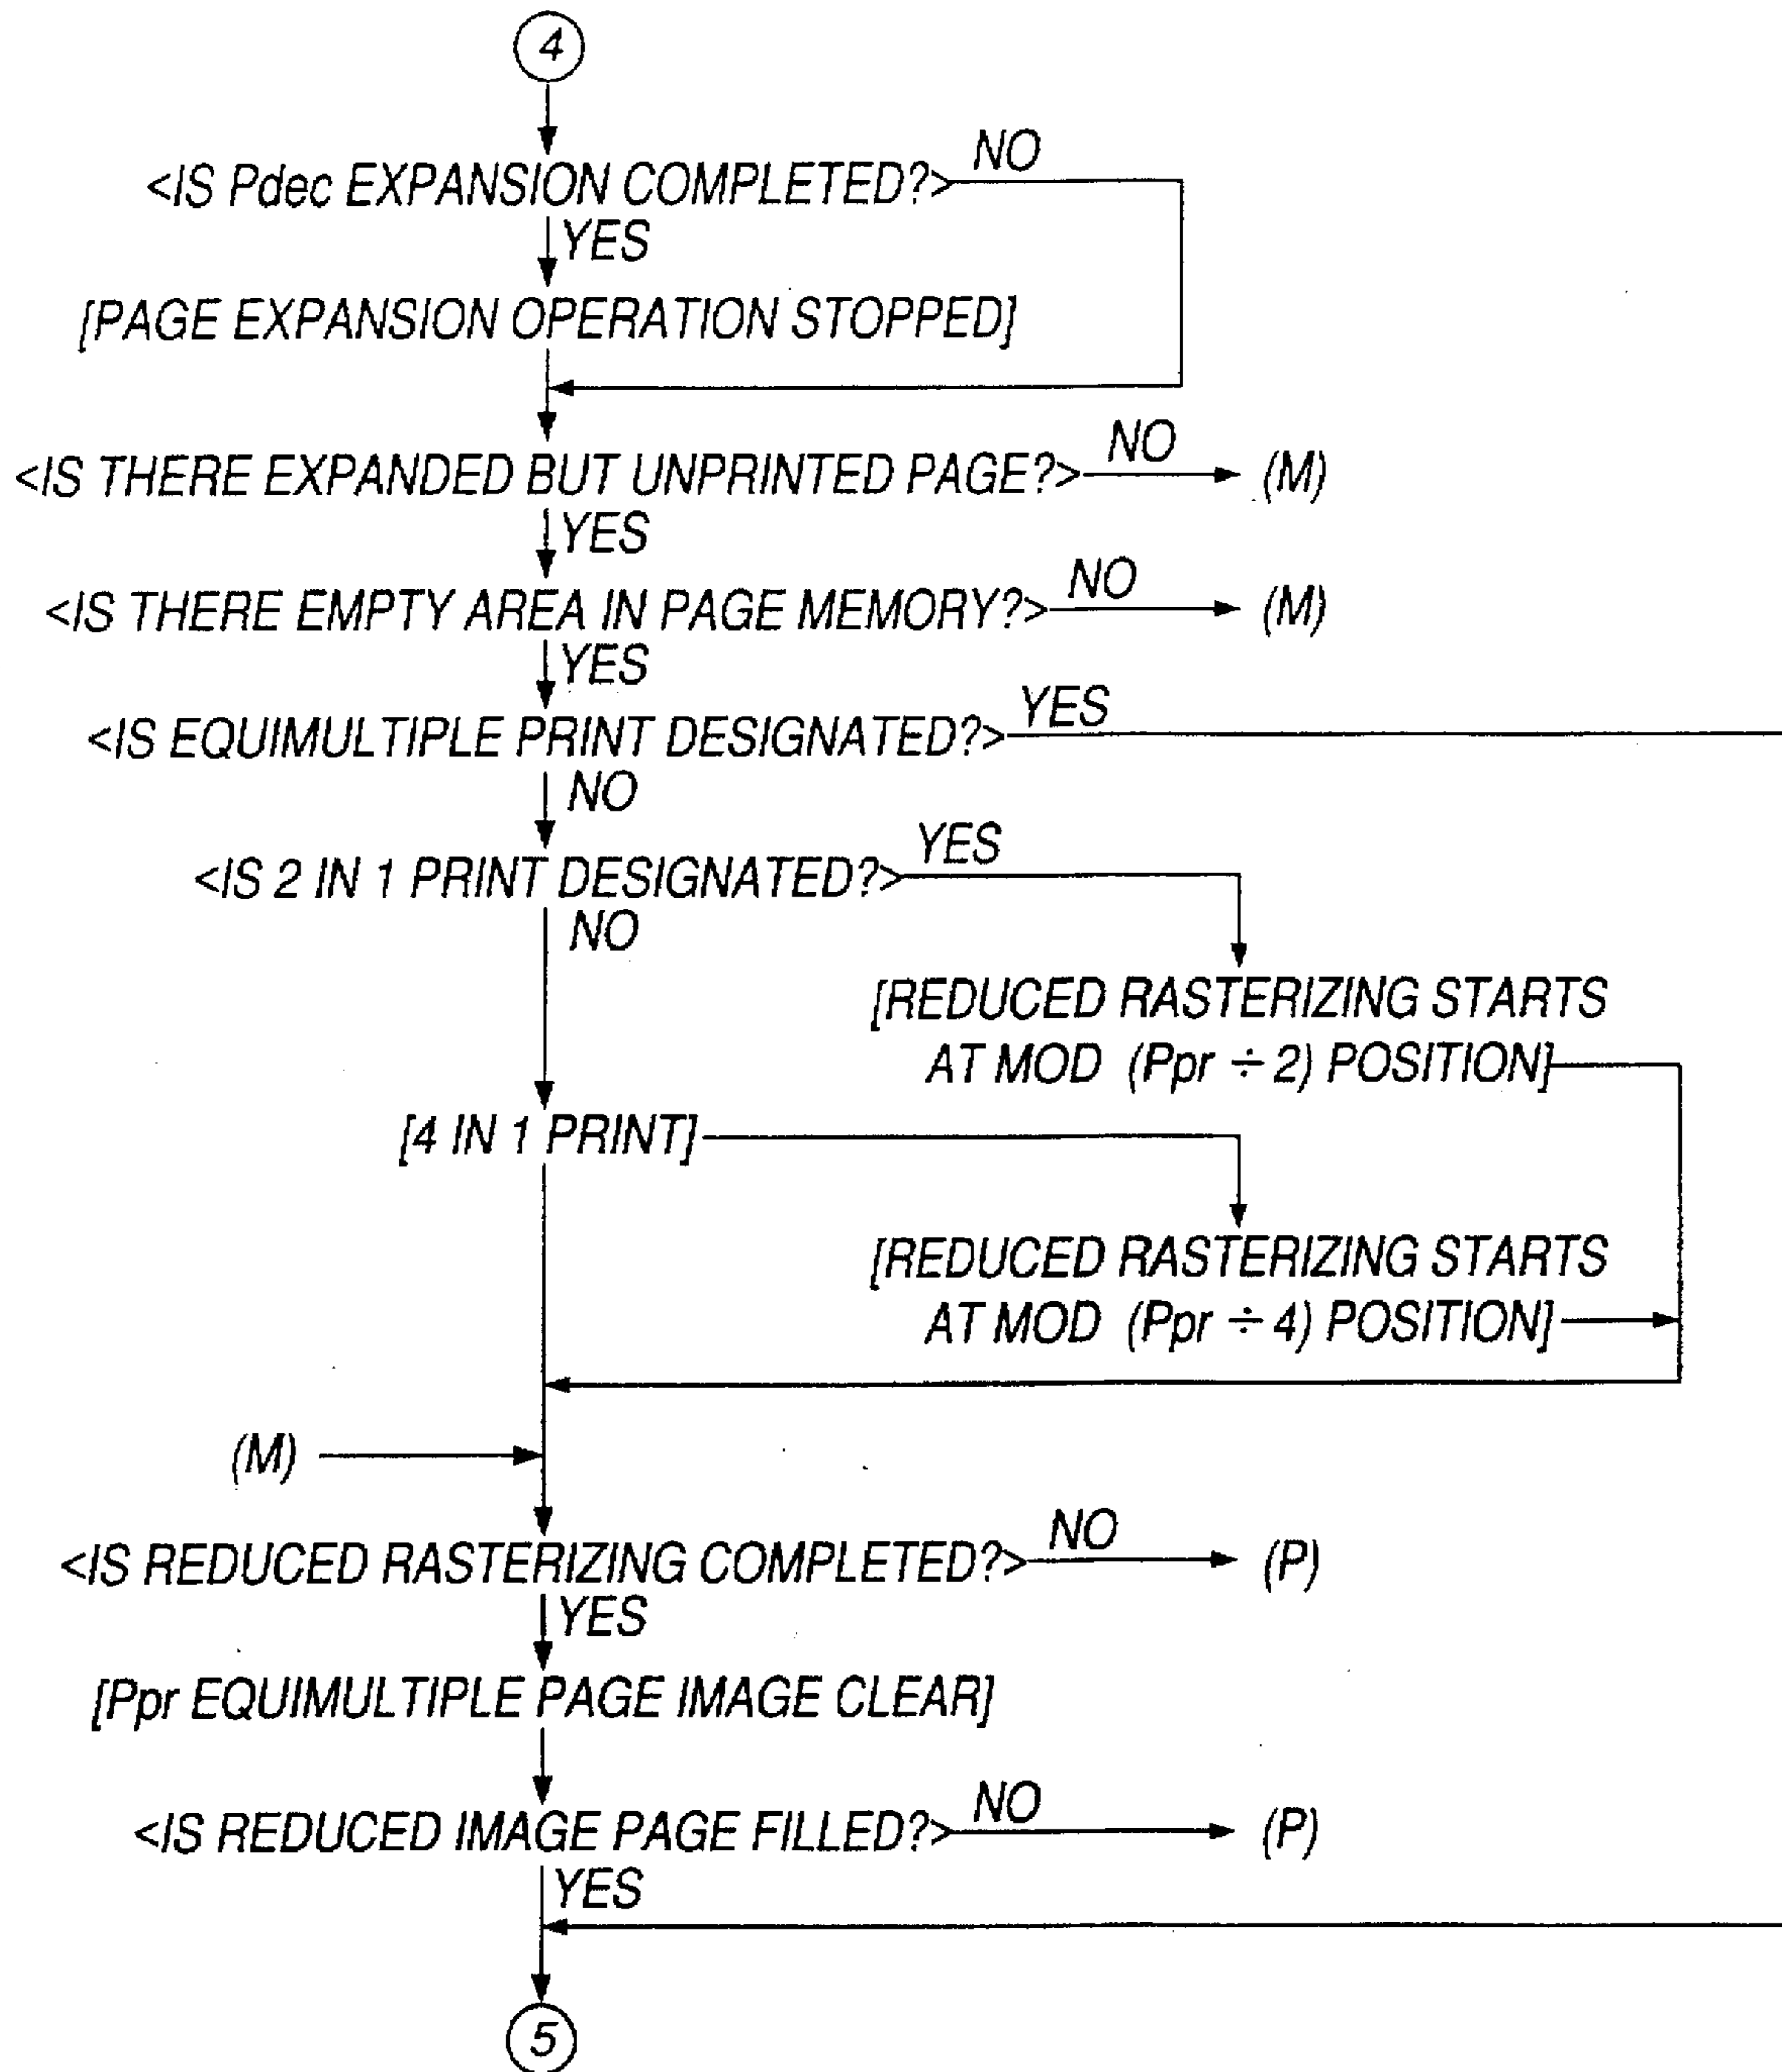 4
<IS Pdec EXPANSION COMPLETED?> NO
YES
[PAGE EXPANSION OPERATION STOPPED]
<IS THERE EXPANDED BUT UNPRINTED PAGE?> NO (M)
YES
<IS THERE EMPTY AREA IN PAGE MEMORY?> NO (M)
YES
<IS EQUIMULTIPLE PRINT DESIGNATED?> YES
NO
<IS 2 IN 1 PRINT DESIGNATED?> YES
NO
[REDUCED RASTERIZING STARTS
AT MOD (Ppr ÷ 2) POSITION]
[4 IN 1 PRINT]
[REDUCED RASTERIZING STARTS
AT MOD (Ppr ÷ 4) POSITION]
(M)
<IS REDUCED RASTERIZING COMPLETED?> NO (P)
YES
[Ppr EQUIMULTIPLE PAGE IMAGE CLEAR]
<IS REDUCED IMAGE PAGE FILLED?> NO (P)
YES
5